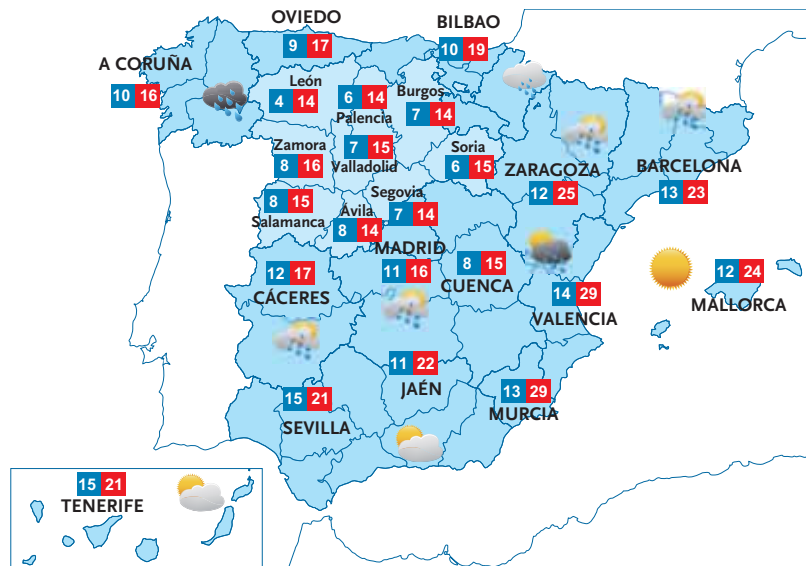 OVIEDO
9 17
BILBAO
10 19
A CORUÑA
10 16
León
4 14
6 14
Palencia
Burgos
7 14
Zamora
8 16
7 15
Valladolid
Soria
6 15
ZARAGOZA
12 25
BARCELONA
13 23
8 15
Salamanca
Ávila
8 14
Segovia
7 14
MADRID
11 16
8 15
CUENCA
12 17
CÁCERES
14 29
VALENCIA
12 24
MALLORCA
11 22
JAÉN
13 29
MURCIA
15 21
SEVILLA
15 21
TENERIFE